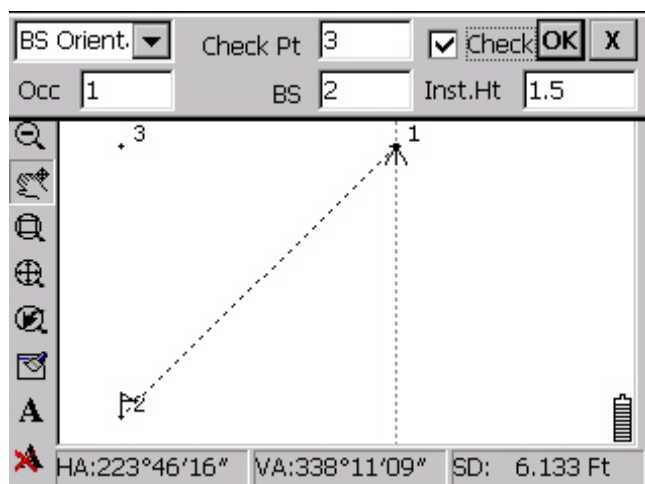 BS Orient. Check Pt 3 Check OK X
Occ 1 BS 2 Inst.Ht 1.5
3 1
2
A
A
HA:223°46'16" VA:338°11'09" SD: 6.133 Ft